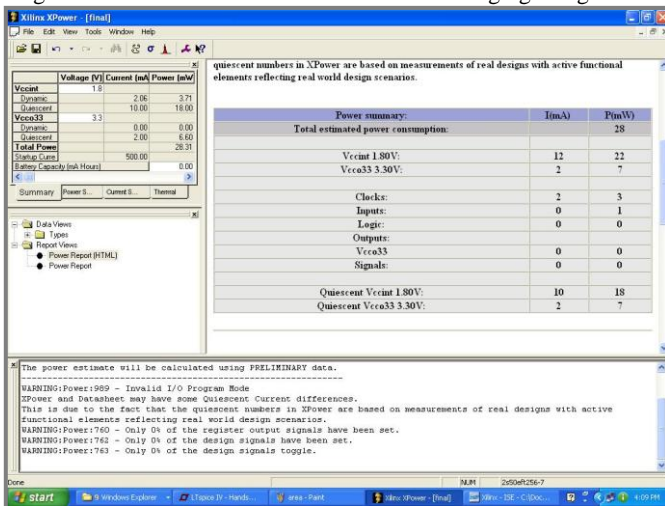 Xilinx XPower - [final]
File Edit View Tools Window Help
Voltage [V] Current (mA Power (mW
Vccint 1.8
Dynamic 2.06 3.71
Quiescent 10.00 18.00
Vcco33 3.3
Dynamic 0.00 0.00
Quiescent 2.00 6.60
Total Powe 28.31
Startup Curre 500.00
Battery Capacity (mA Hours) 0.00
Summary Power S... Current S... Thermal
Data Views
Types
Report Views
Power Report (HTML)
Power Report
quiescent numbers in XPower are based on measurements of real designs with active functional
elements reflecting real world design scenarios.
Power summary: I(mA) P(mW)
Total estimated power consumption: 28
Vccint 1.80V: 12 22
Vcco33 3.30V: 2 7
Clocks: 2 3
Inputs: 0 1
Logic: 0 0
Outputs:
Vcco33 0 0
Signals: 0 0
Quiescent Vccint 1.80V: 10 18
Quiescent Vcco33 3.30V: 2 7
The power estimate will be calculated using PRELIMINARY data.
WARNING:Power:989 - Invalid I/O Program Mode
XPower and Datasheet may have some Quiescent Current differences.
This is due to the fact that the quiescent numbers in XPower are based on measurements of real designs with active
functional elements reflecting real world design scenarios.
WARNING:Power:760 - Only 0% of the register output signals have been set.
WARNING:Power:762 - Only 0% of the design signals have been set.
WARNING:Power:763 - Only 0% of the design signals toggle.
Done NUM 2s50eft256-7
start 9 Windows Explorer LTspice IV - Hands... area - Paint Xilinx XPower - [final] Xilinx - ISE - C:\Doc... 4:09 PM